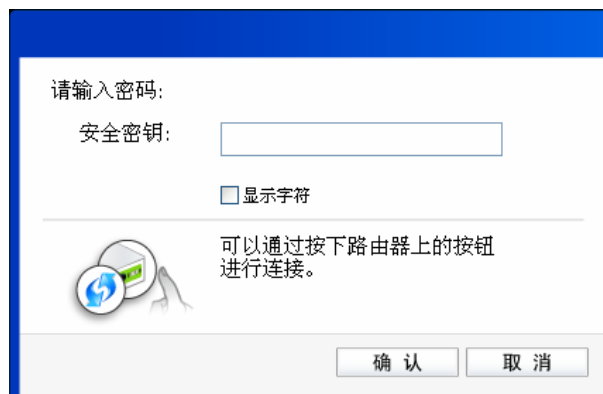 请输入密码:
安全密钥:
显示字符
可以通过按下路由器上的按钮
进行连接。
确 认
取 消